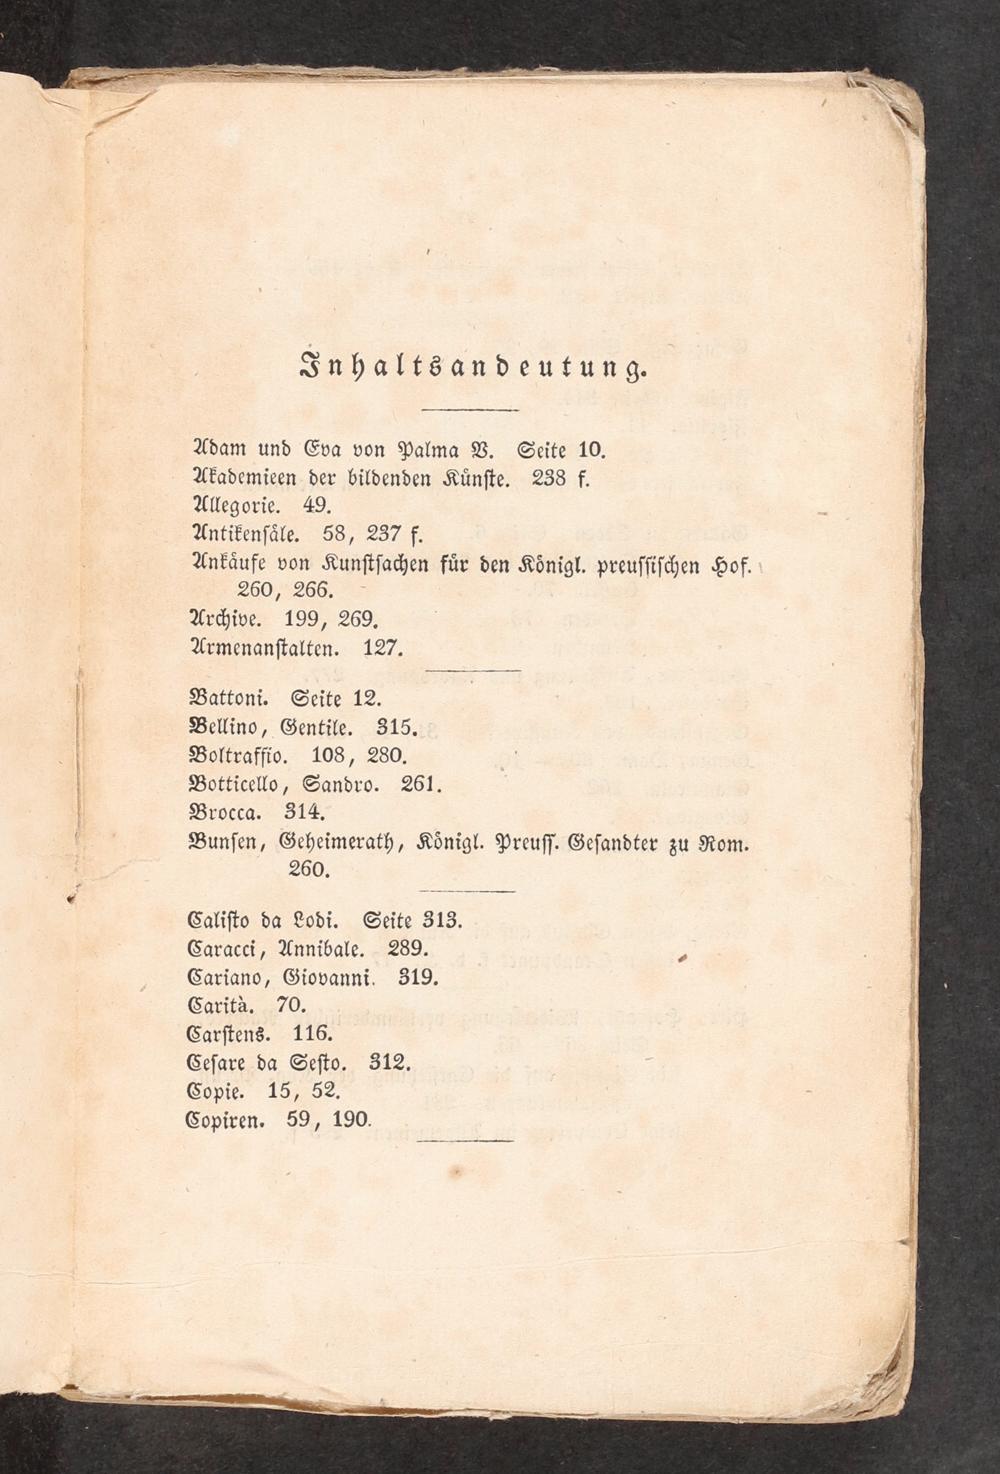 Inhaltsandeutung.
Adam und Eva von Palma V. Seite 10.
Akademieen der bildenden Künste. 238 f.
Allegorie. 49.
Antikensäle. 58, 237 f.
Ankäufe von Kunstsachen für den Königl. preussischen Hof.
260, 266.
Archive. 199, 269.
Armenanstalten. 127.
Battoni. Seite 12.
Bellino, Gentile. 315.
Boltraffio. 108, 280.
Botticello, Sandro. 261.
Brocca. 314.
Bunsen, Geheimerath, Königl. Preuss. Gesandter zu Rom.
260.
Calisto da Lodi. Seite 313.
Caracci, Annibale. 289.
Cariano, Giovanni. 319.
Carità. 70.
Carstens. 116.
Cesare da Sesto. 312.
Copie. 15, 52.
Copiren. 59, 190.